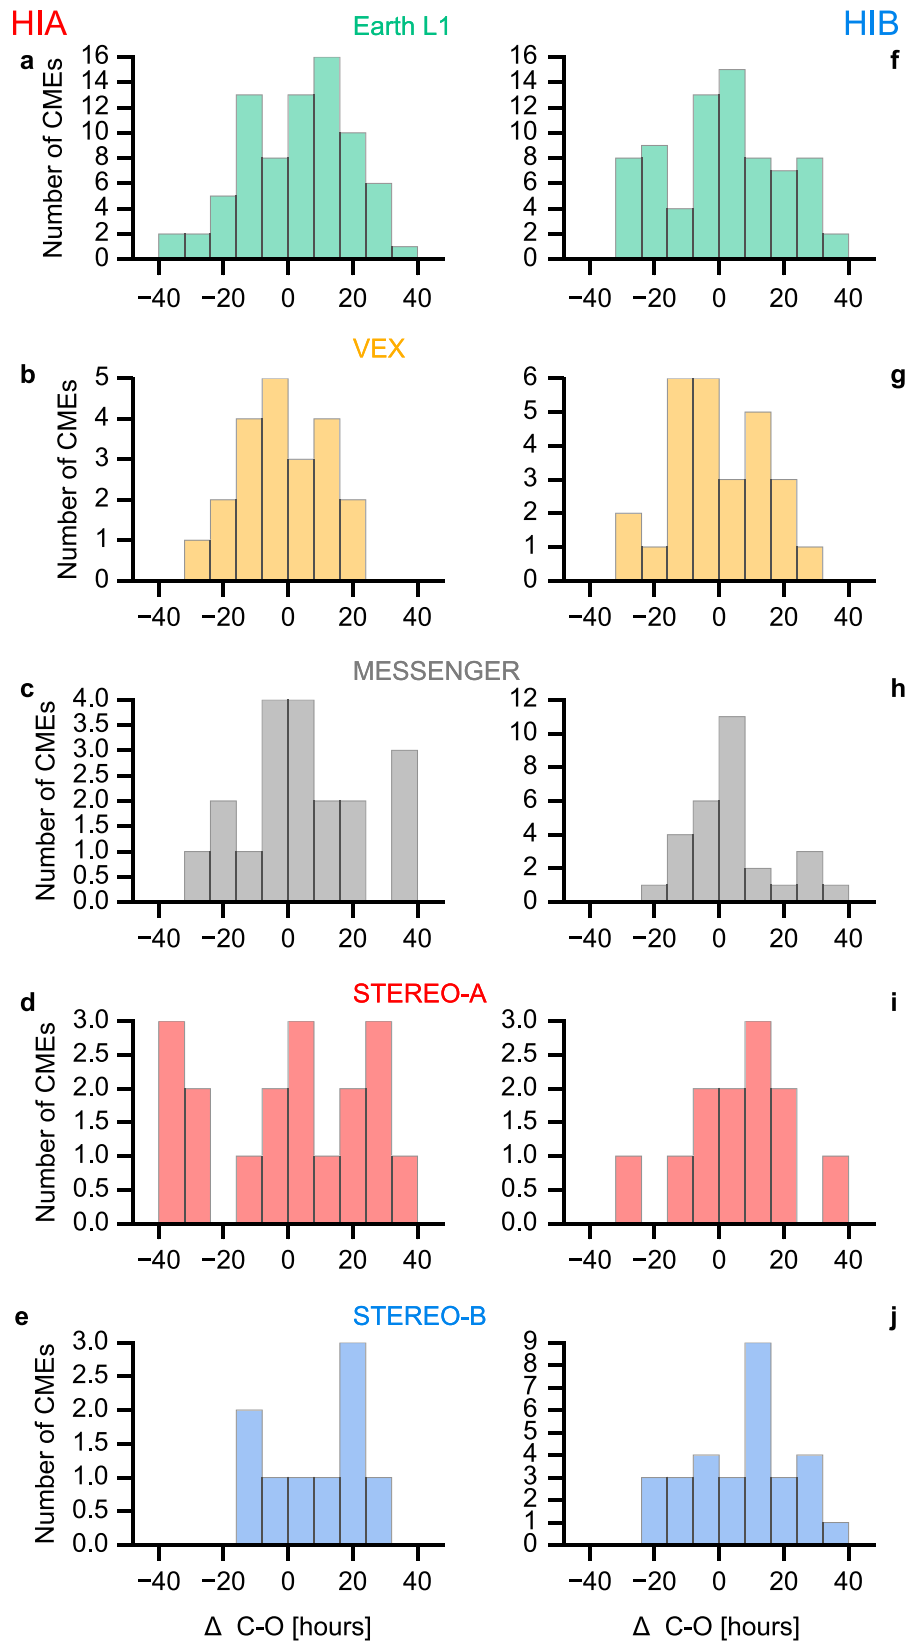 HIA Earth L1 HIB
a f
Number of CMEs
16
14
12
10
8
6
4
2
0
−40 −20 0 20 40
16
14
12
10
8
6
4
2
0
−40 −20 0 20 40
VEX
b g
Number of CMEs
5
4
3
2
1
0
−40 −20 0 20 40
6
5
4
3
2
1
0
−40 −20 0 20 40
MESSENGER
c h
Number of CMEs
4.0
3.5
3.0
2.5
2.0
1.5
1.0
0.5
0.0
−40 −20 0 20 40
12
10
8
6
4
2
0
−40 −20 0 20 40
STEREO-A
d i
Number of CMEs
3.0
2.5
2.0
1.5
1.0
0.5
0.0
−40 −20 0 20 40
3.0
2.5
2.0
1.5
1.0
0.5
0.0
−40 −20 0 20 40
STEREO-B
e j
Number of CMEs
3.0
2.5
2.0
1.5
1.0
0.5
0.0
−40 −20 0 20 40
Δ C-O [hours]
9
8
7
6
5
4
3
2
1
0
−40 −20 0 20 40
Δ C-O [hours]